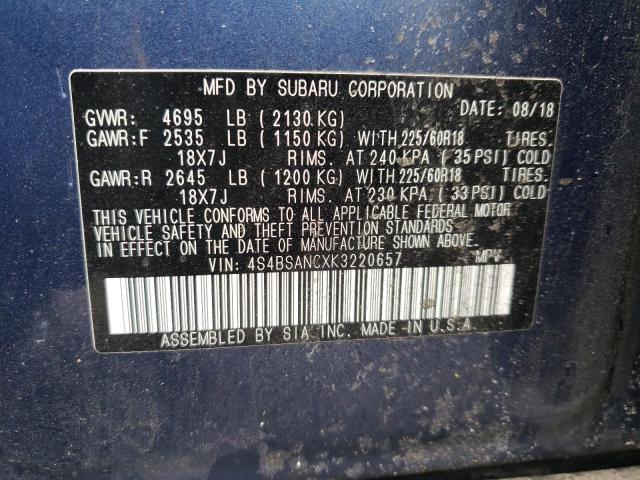 MFD BY SUBARU CORPORATION
GVWR: 4695 LB (2130 KG) DATE: 08/18
GAWR:F 2535 LB (1150 KG) WITH 225/60R18 TIRES.
18X7J RIMS. AT 240 KPA (35 PSI) COLD
GAWR:R 2645 LB (1200 KG) WITH 225/60R18 TIRES.
18X7J RIMS. AT 230 KPA (33 PSI) COLD
THIS VEHICLE CONFORMS TO ALL APPLICABLE FEDERAL MOTOR
VEHICLE SAFETY AND THEFT PREVENTION STANDARDS
IN EFFECT ON THE DATE OF MANUFACTURE SHOWN ABOVE.
VIN: 4S4BSANCXK3220657 MPV
ASSEMBLED BY SIA INC. MADE IN U.S.A.